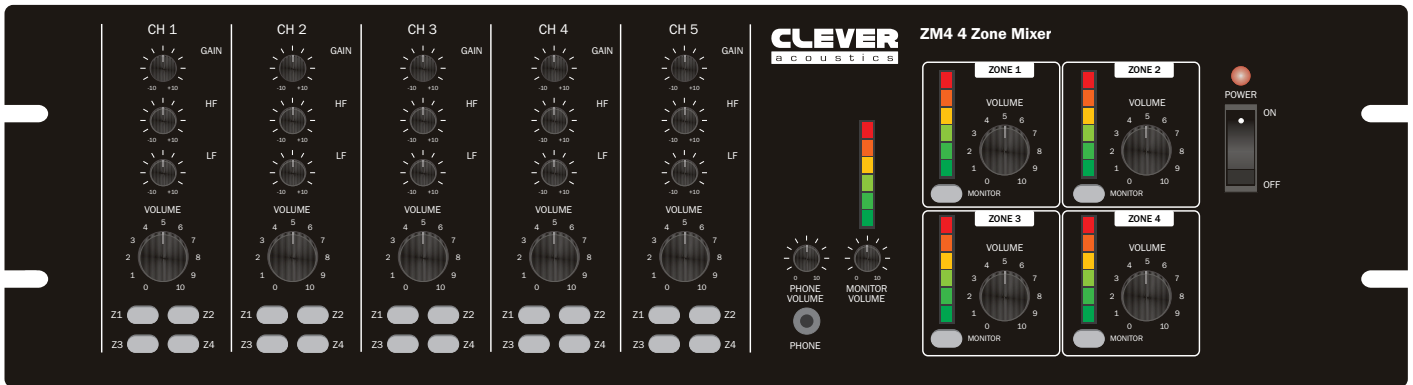 CH 1
GAIN
-10 +10
HF
-10 +10
LF
-10 +10
VOLUME
0 1 2 3 4 5 6 7 8 9 10
Z1 Z2
Z3 Z4
CH 2
GAIN
-10 +10
HF
-10 +10
LF
-10 +10
VOLUME
0 1 2 3 4 5 6 7 8 9 10
Z1 Z2
Z3 Z4
CH 3
GAIN
-10 +10
HF
-10 +10
LF
-10 +10
VOLUME
0 1 2 3 4 5 6 7 8 9 10
Z1 Z2
Z3 Z4
CH 4
GAIN
-10 +10
HF
-10 +10
LF
-10 +10
VOLUME
0 1 2 3 4 5 6 7 8 9 10
Z1 Z2
Z3 Z4
CH 5
GAIN
-10 +10
HF
-10 +10
LF
-10 +10
VOLUME
0 1 2 3 4 5 6 7 8 9 10
Z1 Z2
Z3 Z4
CLEVER
acoustics
0 10
PHONE
VOLUME
PHONE
0 10
MONITOR
VOLUME
ZM4 4 Zone Mixer
ZONE 1
VOLUME
0 1 2 3 4 5 6 7 8 9 10
MONITOR
ZONE 2
VOLUME
0 1 2 3 4 5 6 7 8 9 10
MONITOR
ZONE 3
VOLUME
0 1 2 3 4 5 6 7 8 9 10
MONITOR
ZONE 4
VOLUME
0 1 2 3 4 5 6 7 8 9 10
MONITOR
POWER
ON
OFF